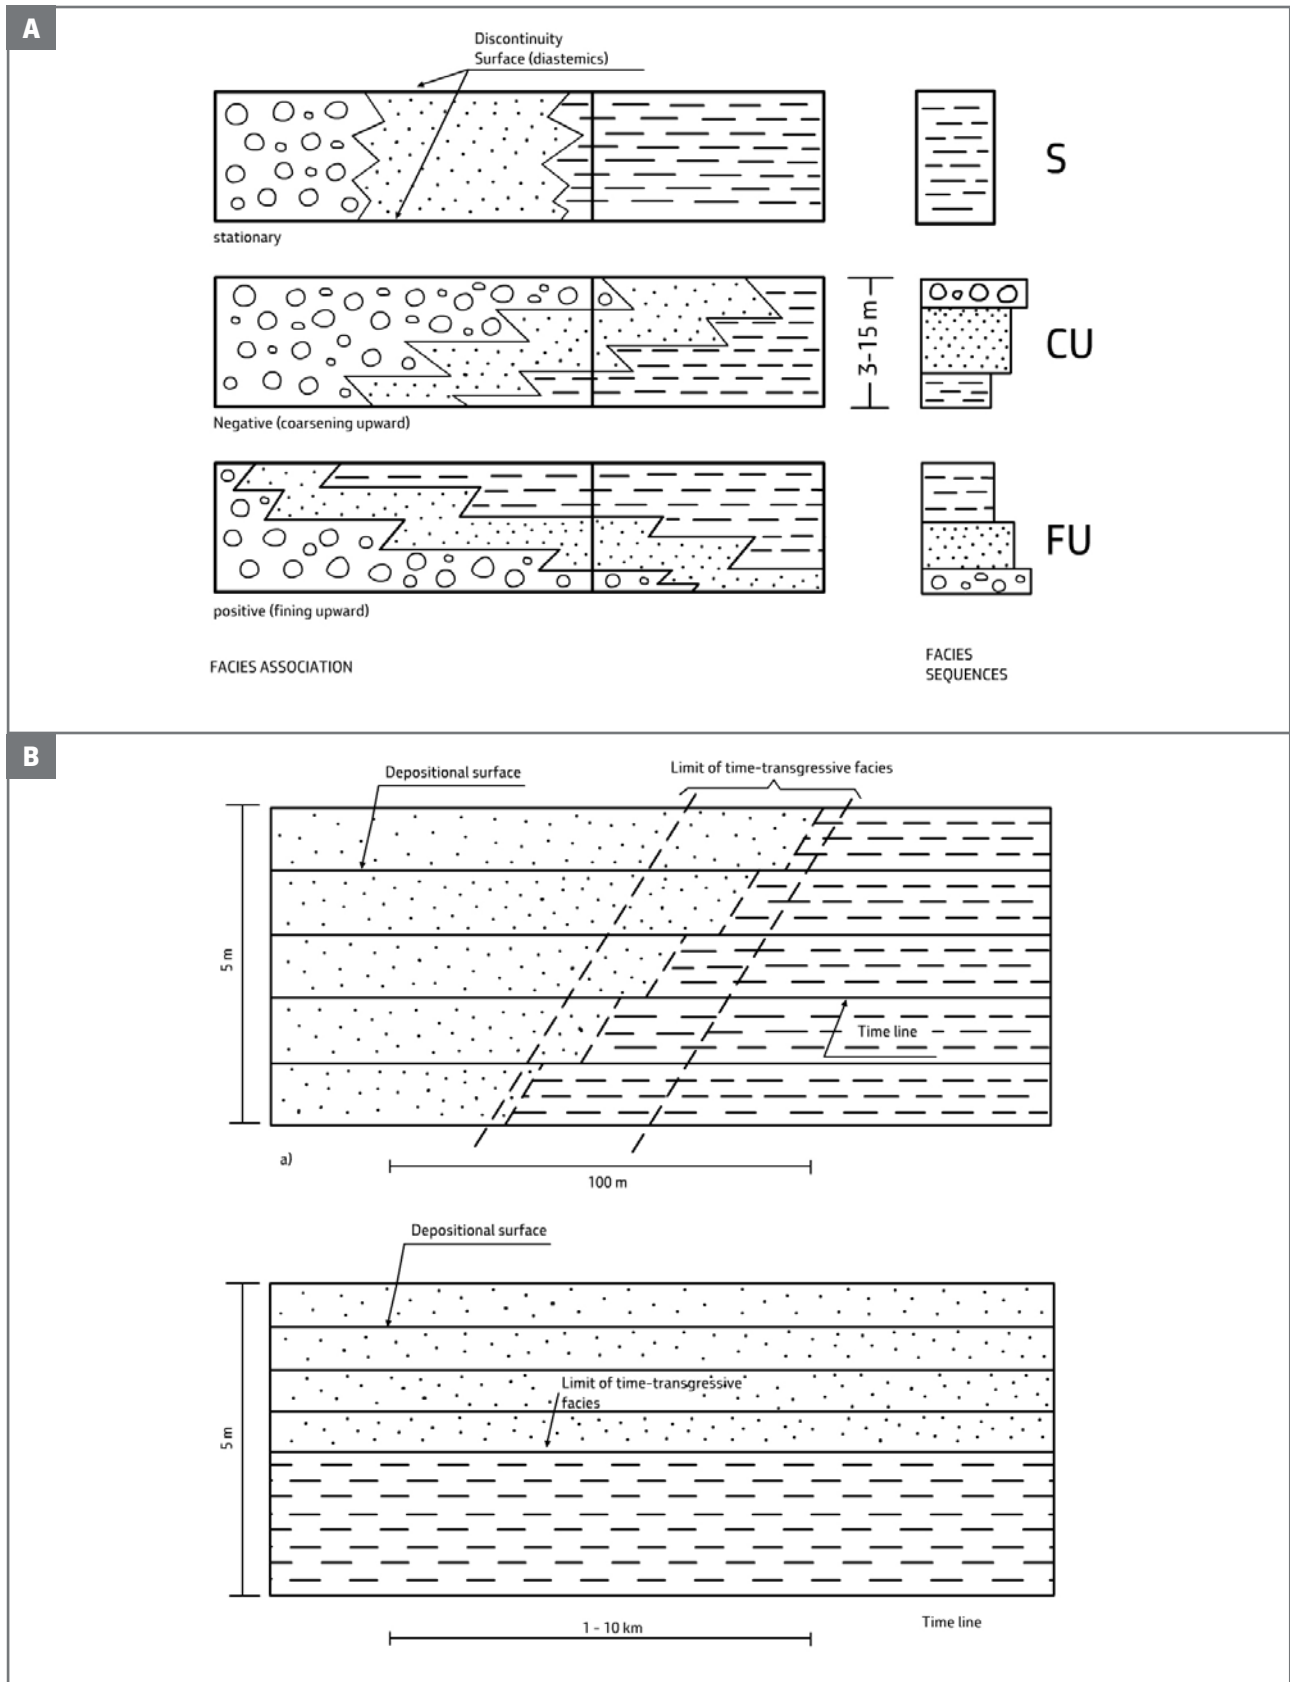 A
Discontinuity
Surface (diastemics)
stationary
S
Negative (coarsening upward)
3-15 m
CU
positive (fining upward)
FU
FACIES ASSOCIATION
FACIES
SEQUENCES
B
Depositional surface
Limit of time-transgressive facies
5 m
Time line
a)
100 m
Depositional surface
Limit of time-transgressive
facies
5 m
1 - 10 km
Time line